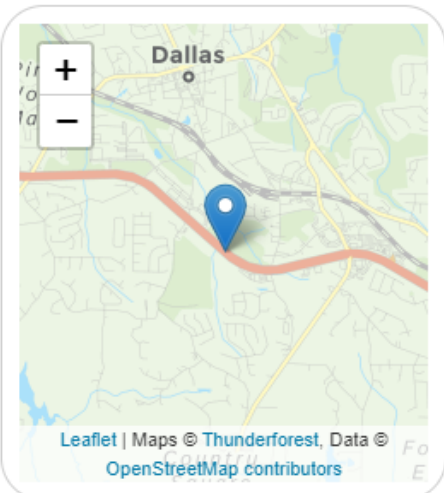 Dallas
+
−
Leaflet | Maps © Thunderforest, Data ©
OpenStreetMap contributors